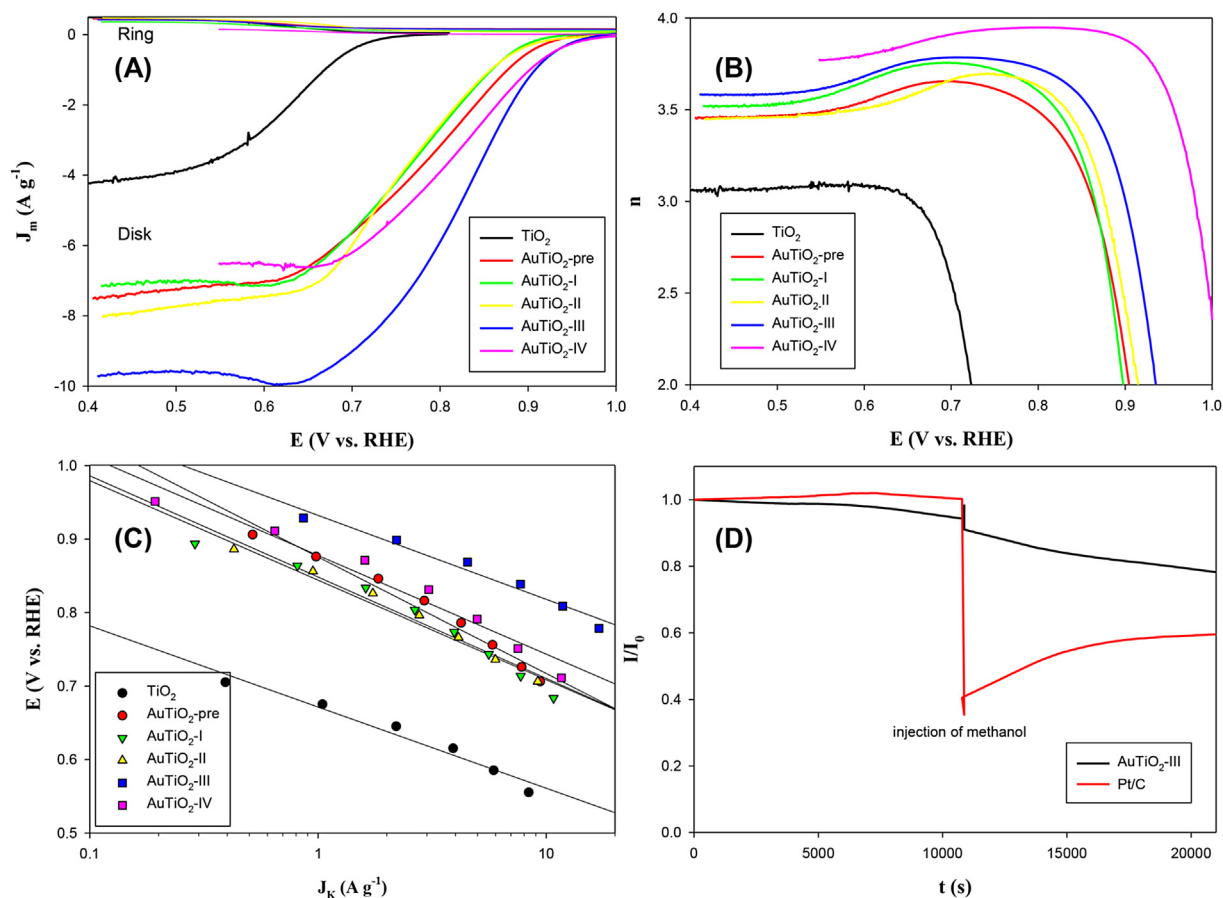 Ring
(A)
0
-2
-4
-6
-8
-10
Jm (A g-1)
Disk
TiO2
AuTiO2-pre
AuTiO2-I
AuTiO2-II
AuTiO2-III
AuTiO2-IV
0.4 0.5 0.6 0.7 0.8 0.9 1.0
E (V vs. RHE)
(B)
4.0
3.5
3.0
2.5
2.0
n
TiO2
AuTiO2-pre
AuTiO2-I
AuTiO2-II
AuTiO2-III
AuTiO2-IV
0.4 0.5 0.6 0.7 0.8 0.9 1.0
E (V vs. RHE)
(C)
1.0
0.9
0.8
0.7
0.6
0.5
E (V vs. RHE)
TiO2
AuTiO2-pre
AuTiO2-I
AuTiO2-II
AuTiO2-III
AuTiO2-IV
0.1 1 10
JK (A g-1)
(D)
1.0
0.8
0.6
0.4
0.2
0.0
I/I0
injection of methanol
AuTiO2-III
Pt/C
0 5000 10000 15000 20000
t (s)